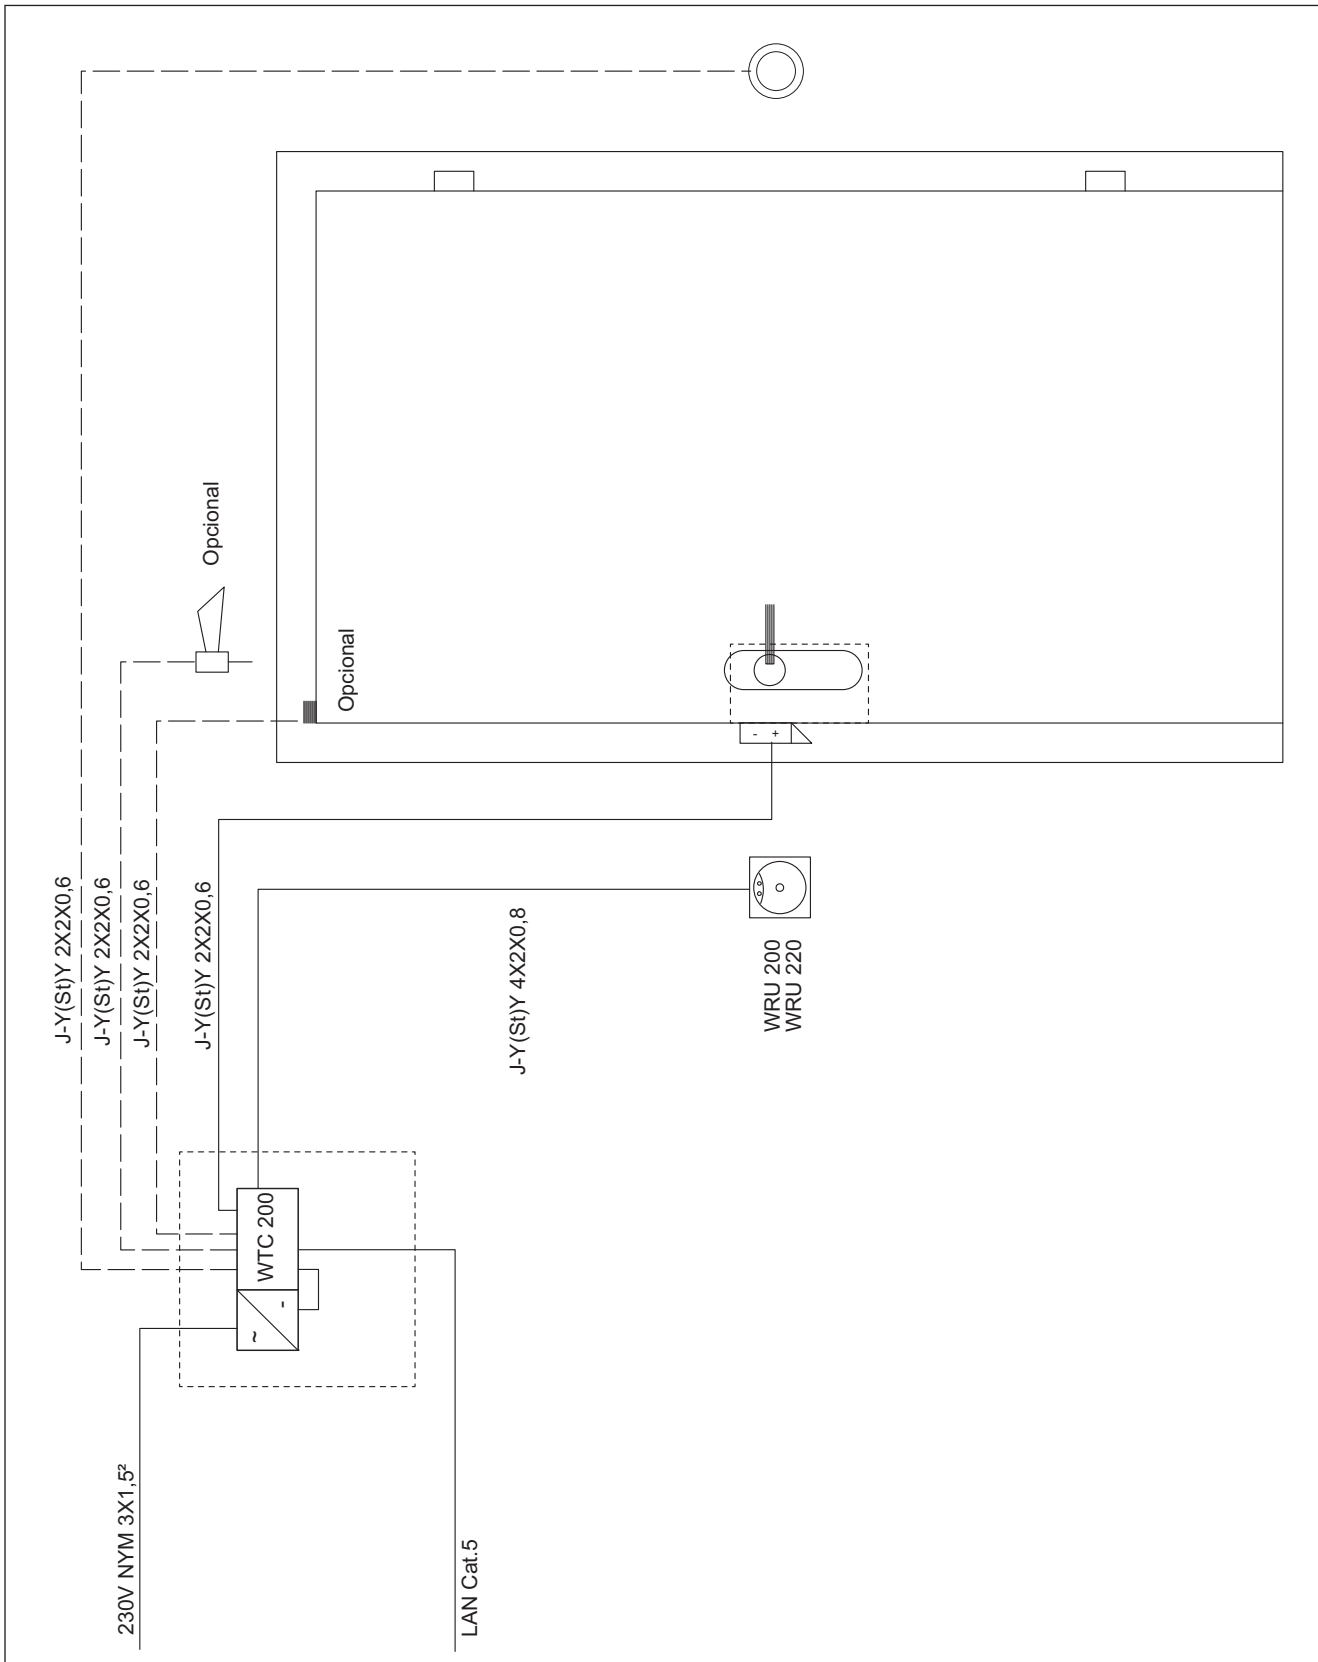 Opcional
Opcional
J-Y(St)Y 2X2X0,6
J-Y(St)Y 2X2X0,6
J-Y(St)Y 2X2X0,6
J-Y(St)Y 2X2X0,6
J-Y(St)Y 4X2X0,8
- +
WRU 200
WRU 220
WTC 200
~ -
230V NYM 3X1,5²
LAN Cat.5